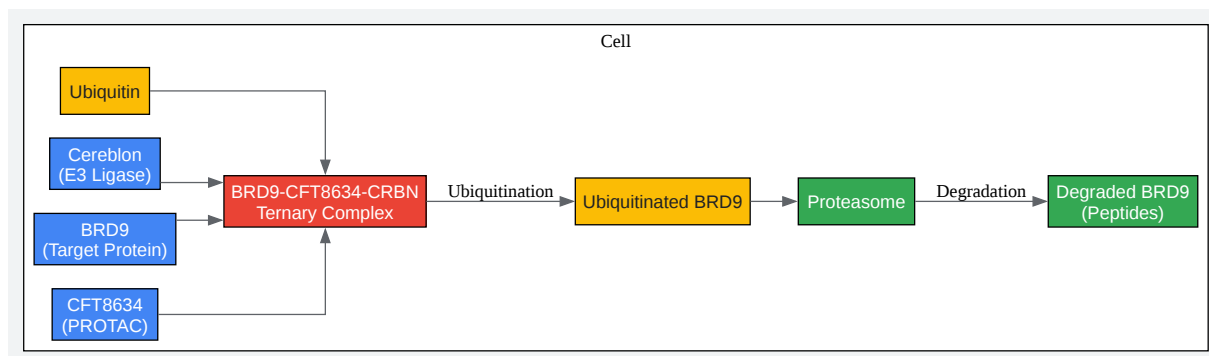 Cell
Ubiquitin
Cereblon
(E3 Ligase)
BRD9
(Target Protein)
CFT8634
(PROTAC)
BRD9-CFT8634-CRBN
Ternary Complex
Ubiquitination
Ubiquitinated BRD9
Proteasome
Degradation
Degraded BRD9
(Peptides)